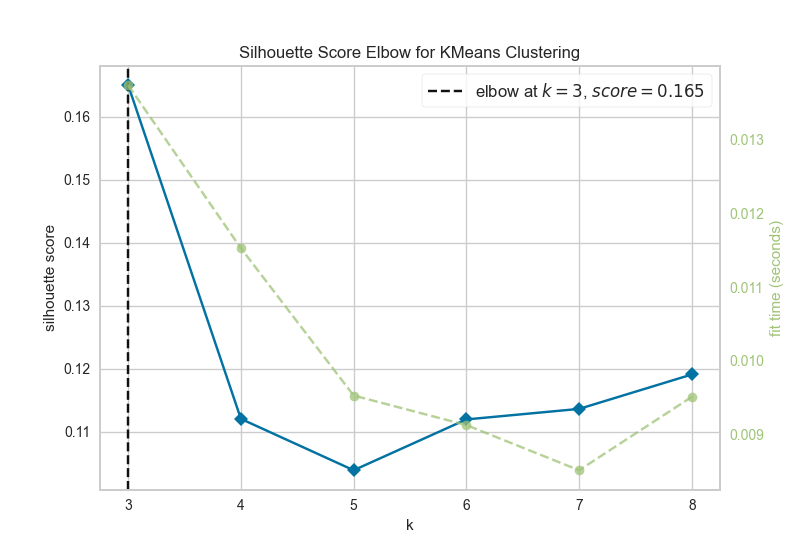 Silhouette Score Elbow for KMeans Clustering
elbow at k = 3, score = 0.165
0.16
0.15
0.14
0.13
0.12
0.11
silhouette score
0.013
0.012
0.011
0.010
0.009
fit time (seconds)
3 4 5 6 7 8
k